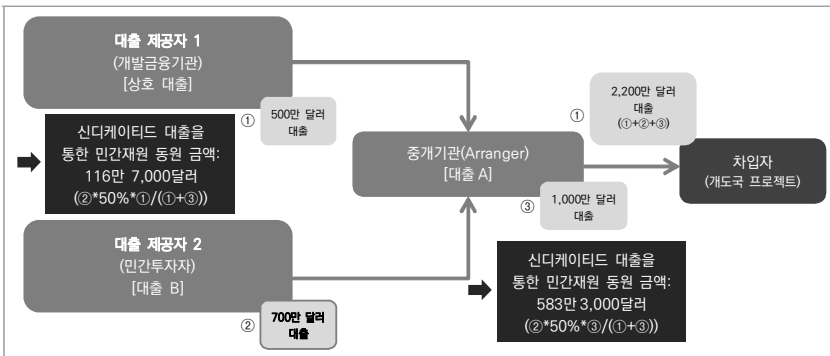 대출 제공자 1
(개발금융기관)
[상호 대출]
①
500만 달러
대출
신디케이티드 대출을
통한 민간재원 동원 금액:
116만 7,000달러
(②*50%*①/(①+③))
중개기관(Arranger)
[대출 A]
①
2,200만 달러
대출
(①+②+③)
③
1,000만 달러
대출
차입자
(개도국 프로젝트)
대출 제공자 2
(민간투자자)
[대출 B]
②
700만 달러
대출
신디케이티드 대출을
통한 민간재원 동원 금액:
583만 3,000달러
(②*50%*③/(①+③))